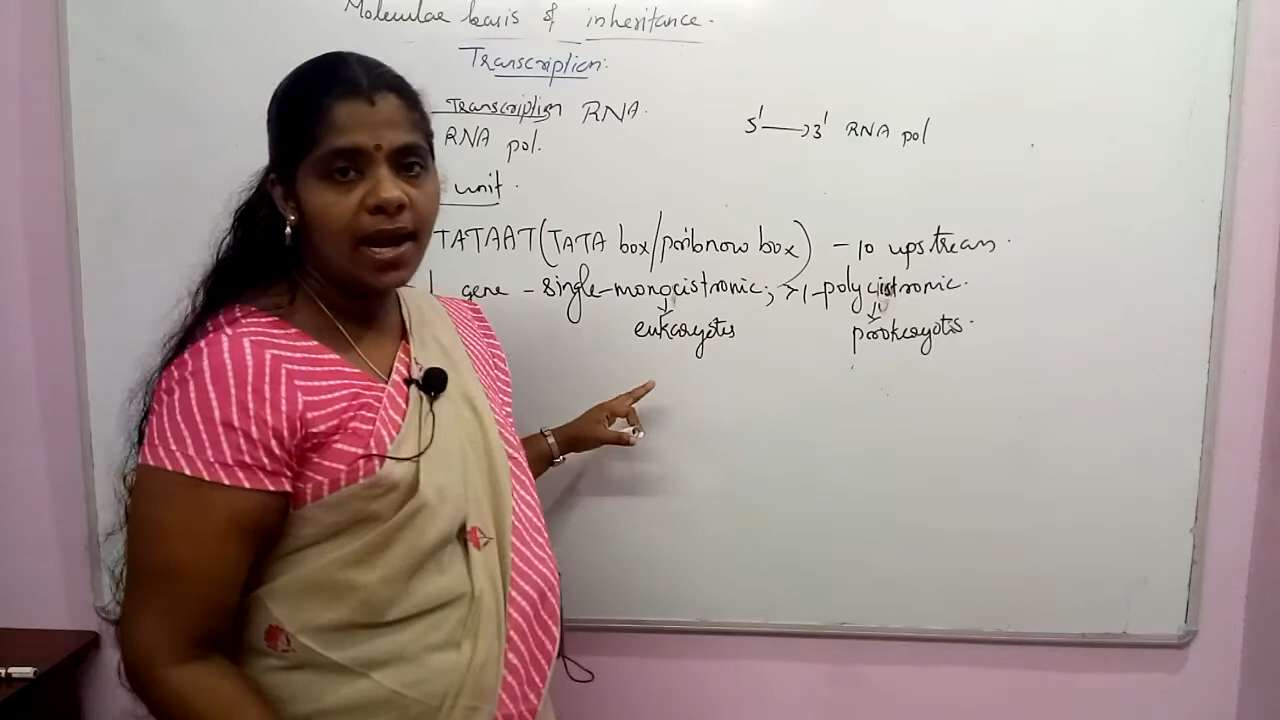 Molecular basis of inheritance.
Transcription.
Transcription RNA.
RNA pol.
5' → 3' RNA pol
unit.
TATAAT (TATA box/pribnow box) - 10 upstream.
gene - single - monocistronic; >1 - polycistronic.
↓ ↓
eukaryotes prokaryotes.